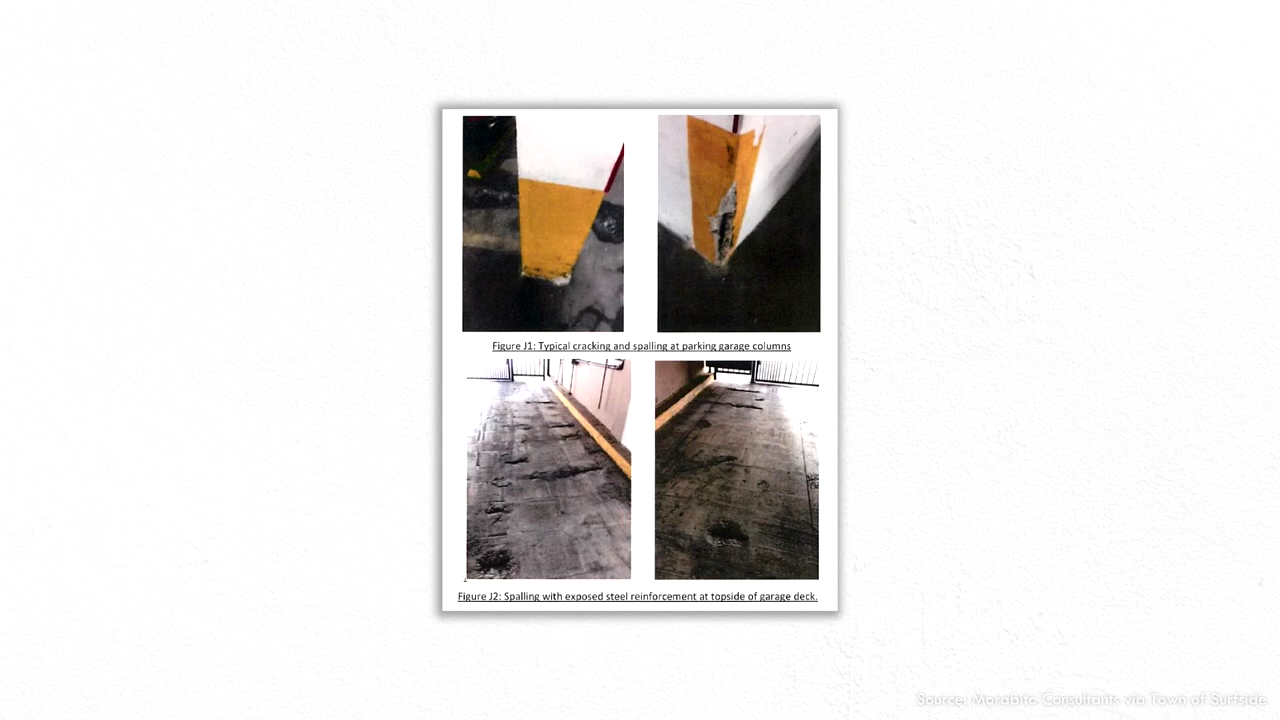 Figure J1: Typical cracking and spalling at parking garage columns
Figure J2: Spalling with exposed steel reinforcement at topside of garage deck.
Source: Morabito Consultants via Town of Surfside